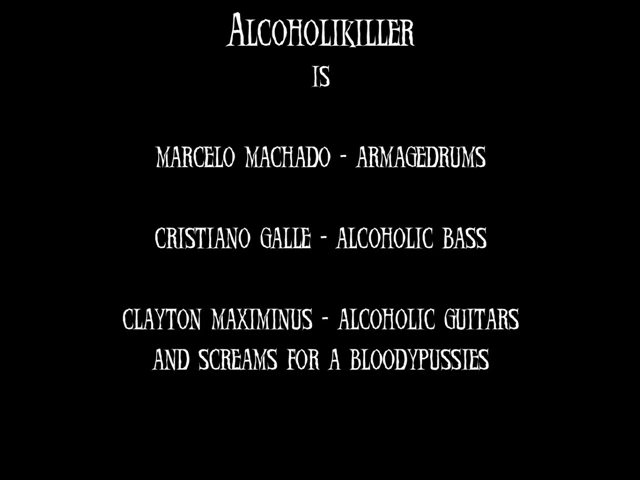 Alcoholikiller
is
Marcelo Machado - Armagedrums
Cristiano Galle - Alcoholic Bass
Clayton Maximinus - Alcoholic Guitars
and Screams for a Bloodypussies